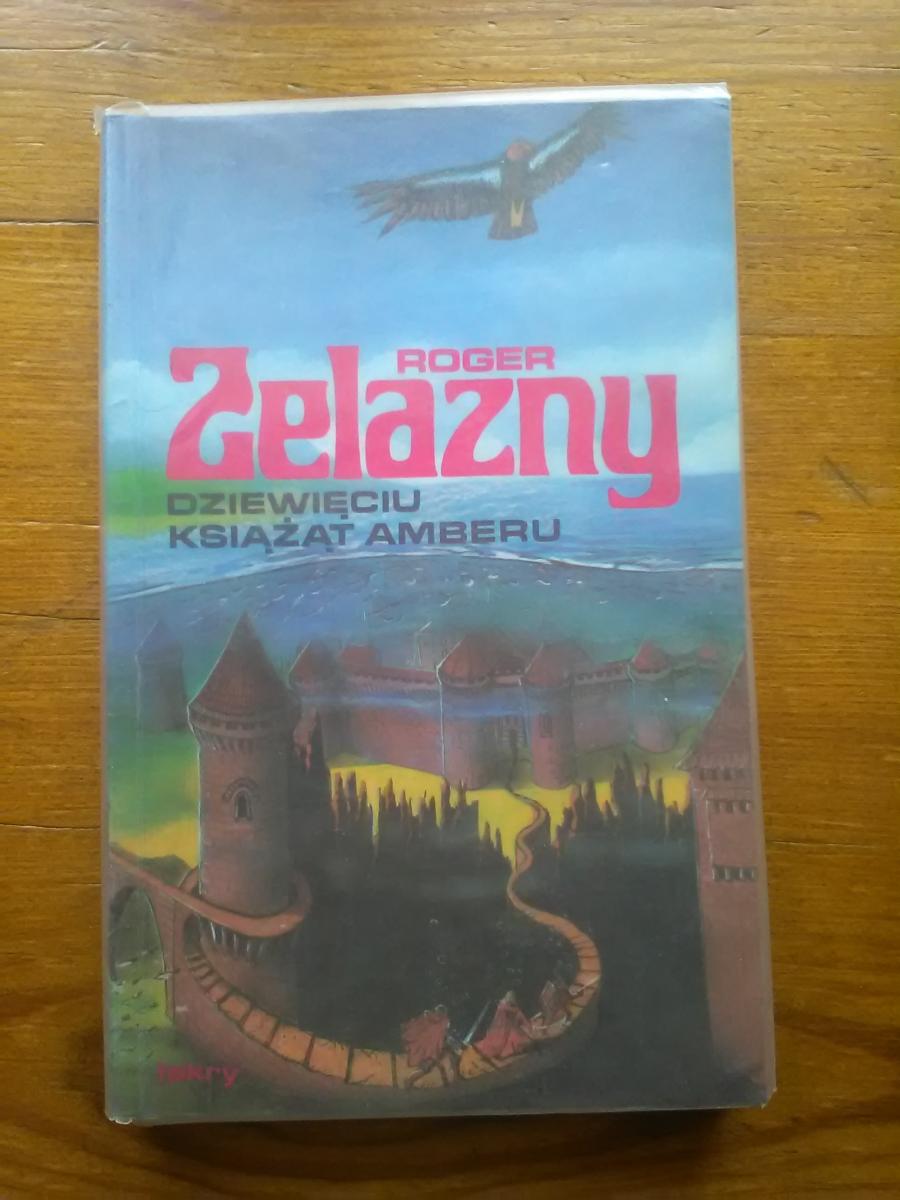 ROGER
Zelazny
DZIEWIĘCIU
KSIĄŻĄT AMBERU
iskry